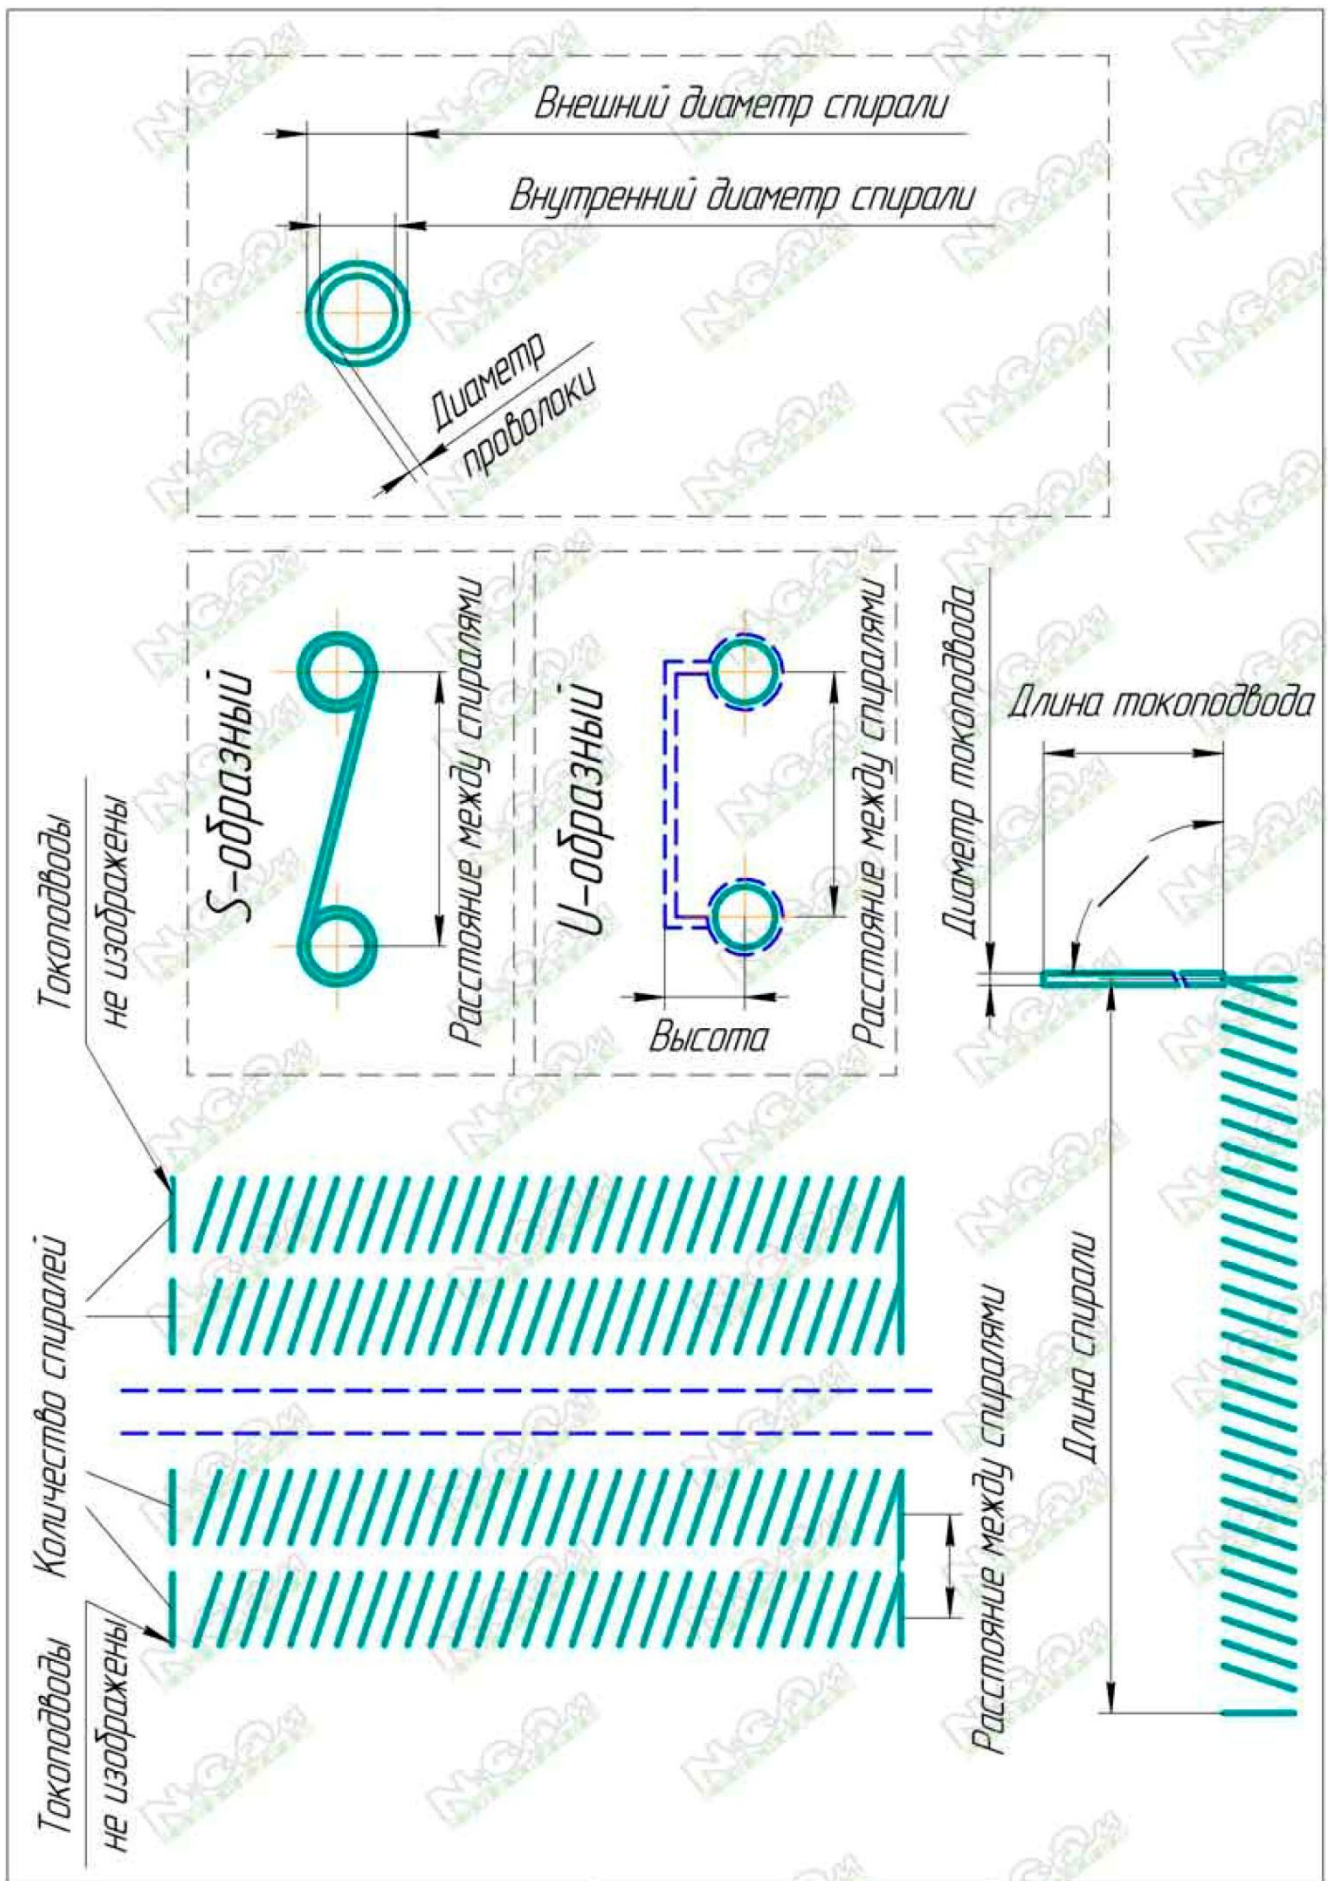 Внешний диаметр спирали
Внутренний диаметр спирали
Диаметр
проволоки
S-образный
Расстояние между спиралями
U-образный
Расстояние между спиралями
Высота
Диаметр токоподвода
Длина токоподвода
Токоподводы
не изображены
Количество спиралей
Токоподводы
не изображены
Расстояние между спиралями
Длина спирали